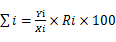 ∑ i = Yi/Xi × Ri × 100